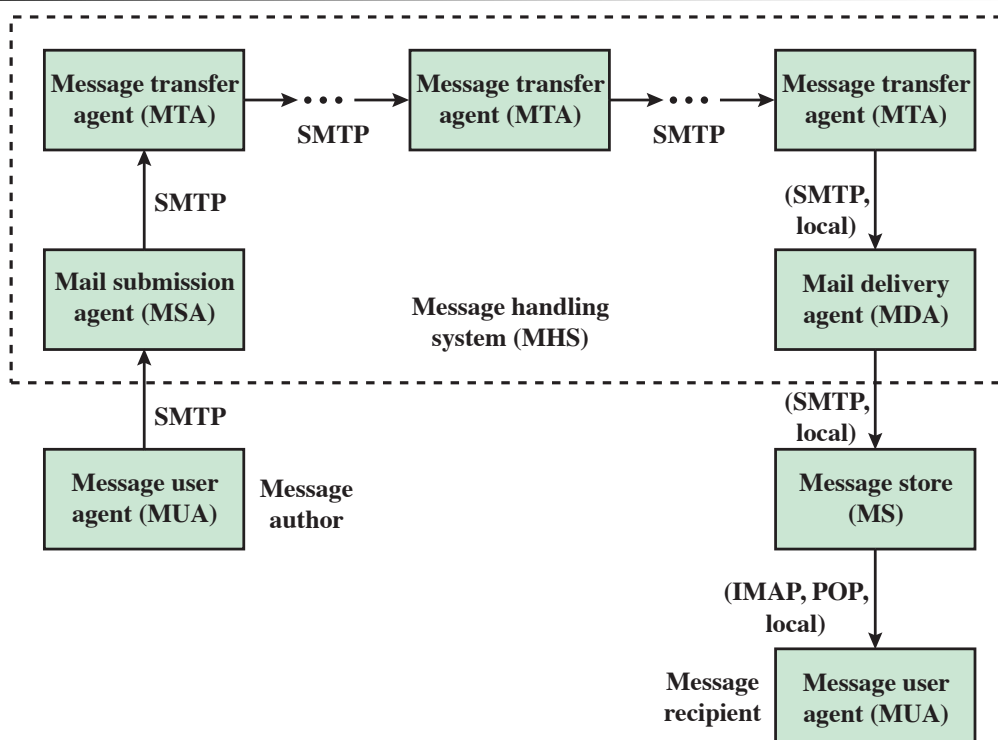 Message transfer
agent (MTA)
Message transfer
agent (MTA)
Message transfer
agent (MTA)
SMTP
SMTP
SMTP
(SMTP,
local)
Mail submission
agent (MSA)
Message handling
system (MHS)
Mail delivery
agent (MDA)
SMTP
(SMTP,
local)
Message user
agent (MUA)
Message
author
Message store
(MS)
(IMAP, POP,
local)
Message
recipient
Message user
agent (MUA)